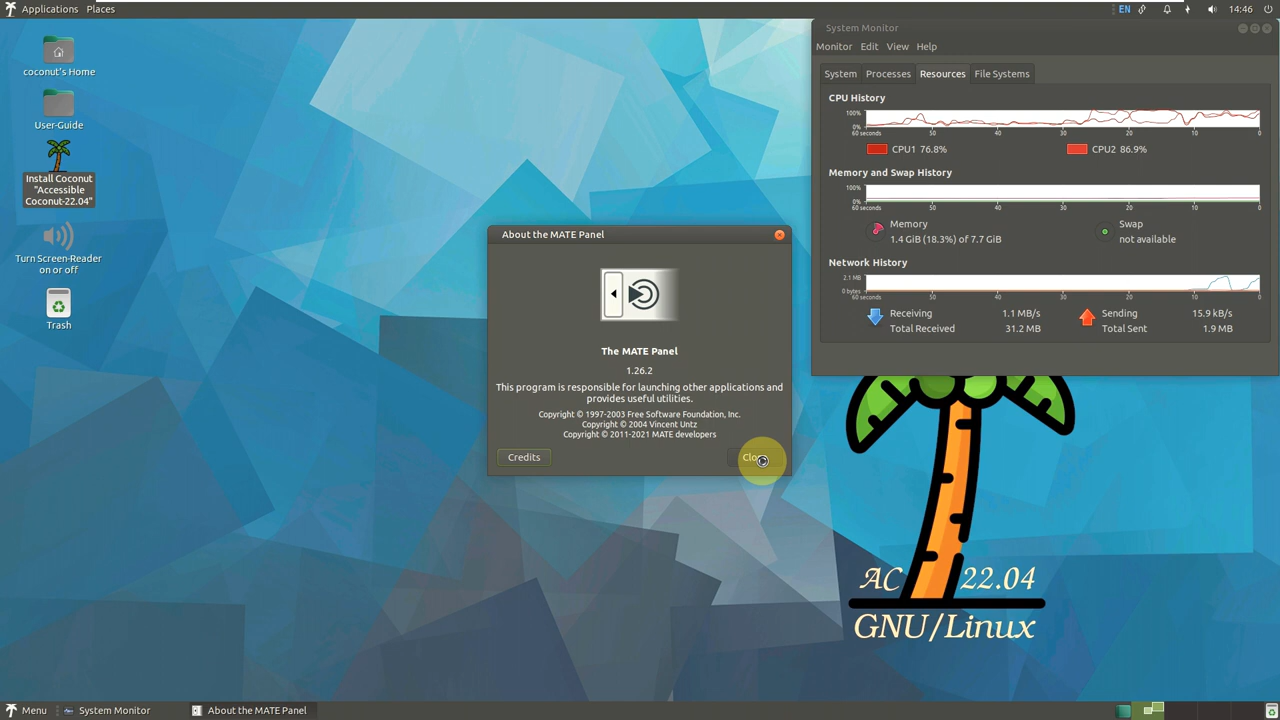 Applications Places
EN
14:46
coconut's Home
User-Guide
Install Coconut
"Accessible
Coconut-22.04"
Turn Screen-Reader
on or off
Trash
System Monitor
Monitor Edit View Help
System Processes Resources File Systems
CPU History
100%
0%
60 seconds 50 40 30 20 10 0
CPU1 76.8% CPU2 86.9%
Memory and Swap History
100%
0%
60 seconds 50 40 30 20 10 0
Memory
1.4 GiB (18.3%) of 7.7 GiB
Swap
not available
Network History
2.1 MB
0 bytes
60 seconds 50 40 30 20 10 0
Receiving 1.1 MB/s
Total Received 31.2 MB
Sending 15.9 kB/s
Total Sent 1.9 MB
About the MATE Panel
The MATE Panel
1.26.2
This program is responsible for launching other applications and
provides useful utilities.
Copyright © 1997-2003 Free Software Foundation, Inc.
Copyright © 2004 Vincent Untz
Copyright © 2011-2021 MATE developers
Credits
AC 22.04
GNU/Linux
Menu System Monitor About the MATE Panel